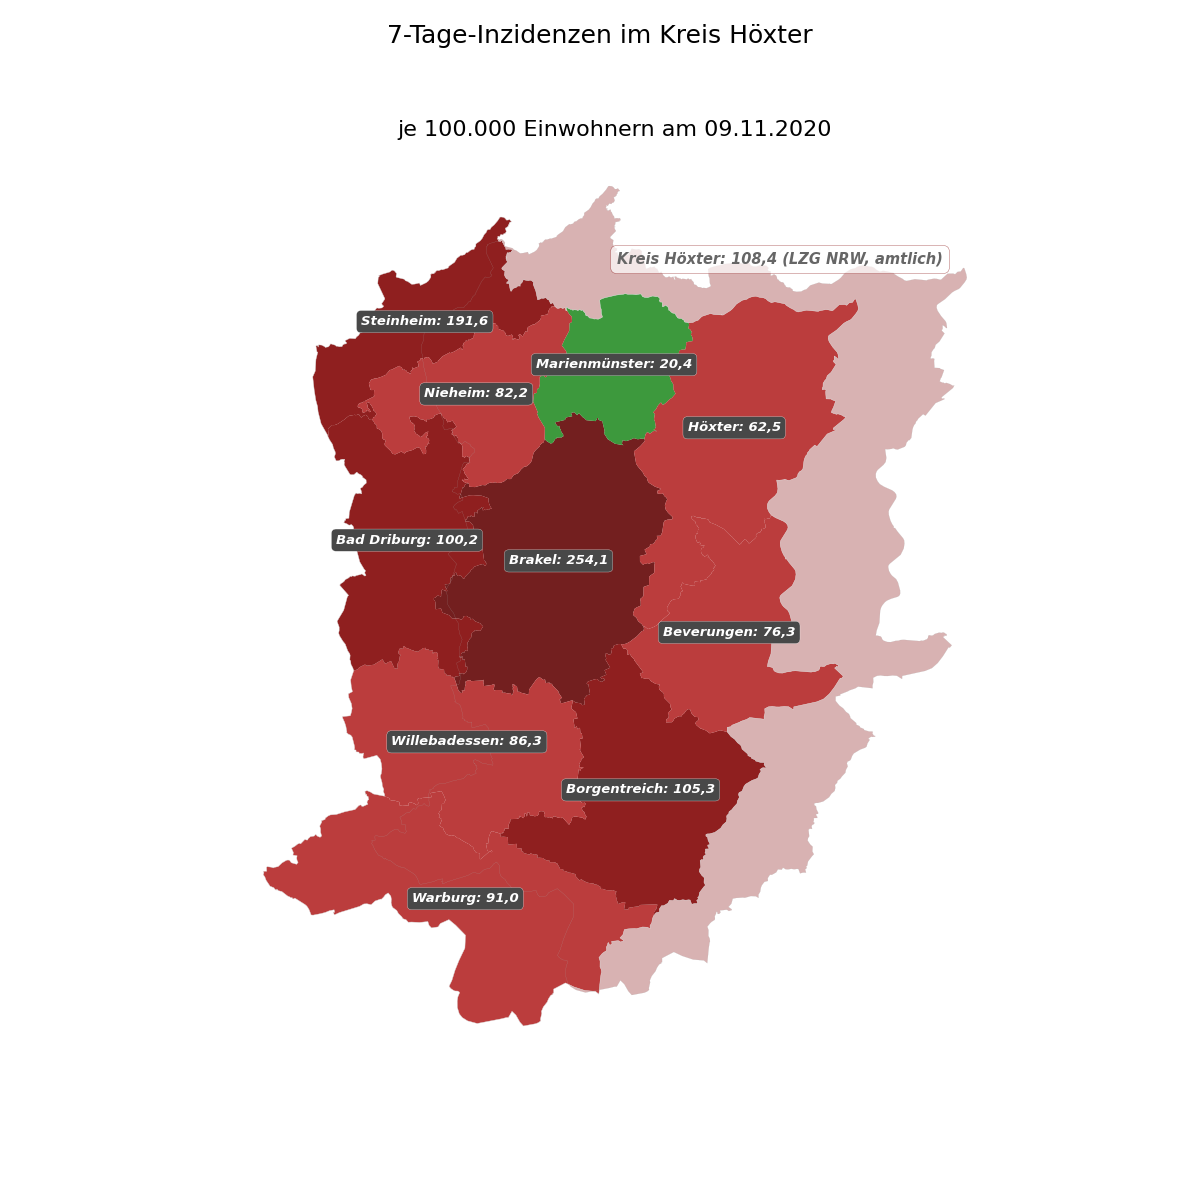 7-Tage-Inzidenzen im Kreis Höxter
je 100.000 Einwohnern am 09.11.2020
Kreis Höxter: 108,4 (LZG NRW, amtlich)
Steinheim: 191,6
Marienmünster: 20,4
Nieheim: 82,2
Höxter: 62,5
Bad Driburg: 100,2
Brakel: 254,1
Beverungen: 76,3
Willebadessen: 86,3
Borgentreich: 105,3
Warburg: 91,0